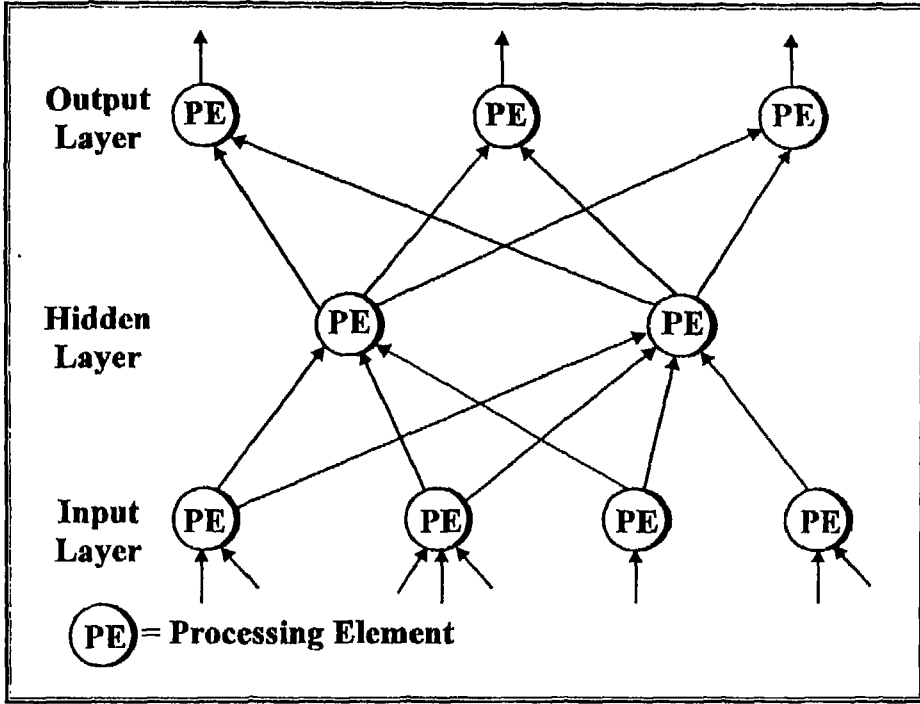 PE PE PE
Output
Layer
Hidden
Layer
PE PE
Input
Layer
PE PE PE PE
PE = Processing Element